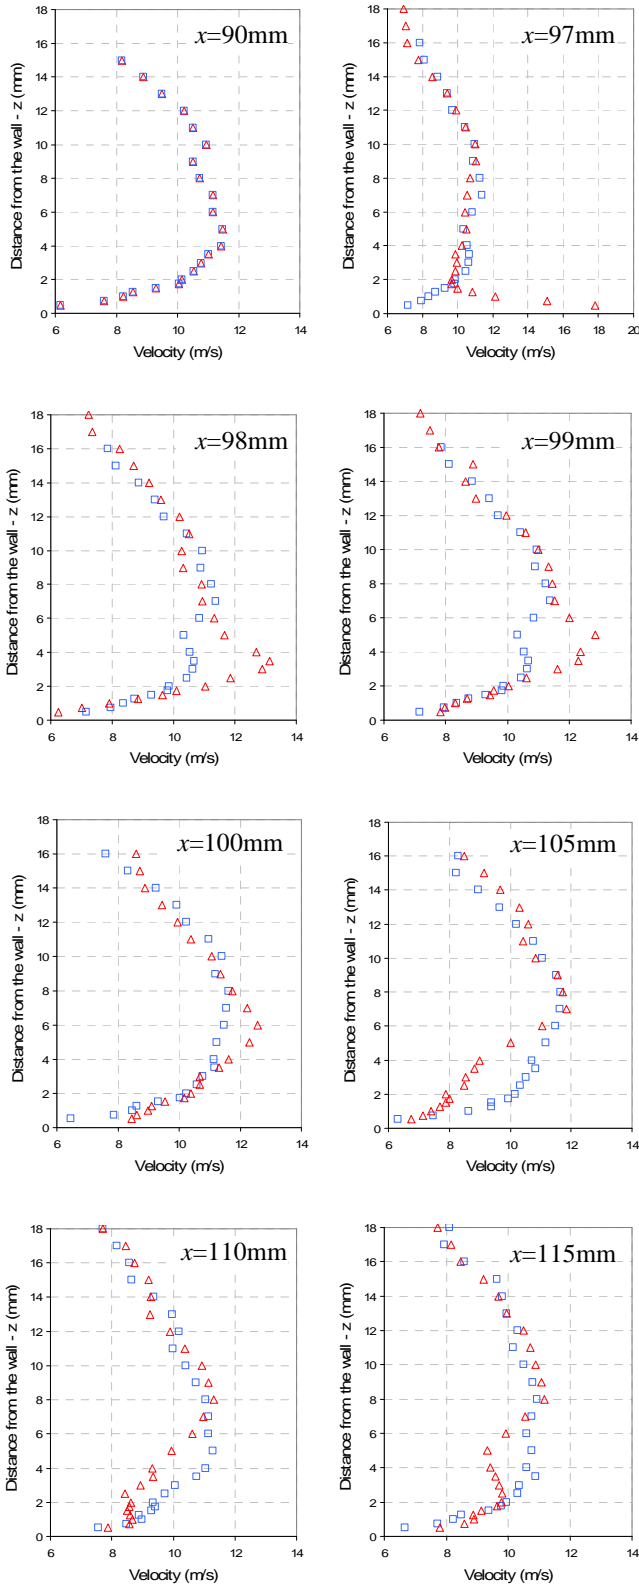 x=90mm
Distance from the wall - z (mm)
18
16
14
12
10
8
6
4
2
0
6 8 10 12 14
Velocity (m/s)
x=97mm
Distance from the wall - z (mm)
18
16
14
12
10
8
6
4
2
0
6 8 10 12 14 16 18 20
Velocity (m/s)
x=98mm
Distance from the wall - z (mm)
18
16
14
12
10
8
6
4
2
0
6 8 10 12 14
Velocity (m/s)
x=99mm
Distance from the wall - z (mm)
18
16
14
12
10
8
6
4
2
0
6 8 10 12 14
Velocity (m/s)
x=100mm
Distance from the wall - z (mm)
18
16
14
12
10
8
6
4
2
0
6 8 10 12 14
Velocity (m/s)
x=105mm
Distance from the wall - z (mm)
18
16
14
12
10
8
6
4
2
0
6 8 10 12 14
Velocity (m/s)
x=110mm
Distance from the wall - z (mm)
18
16
14
12
10
8
6
4
2
0
6 8 10 12 14
Velocity (m/s)
x=115mm
Distance from the wall - z (mm)
18
16
14
12
10
8
6
4
2
0
6 8 10 12 14
Velocity (m/s)